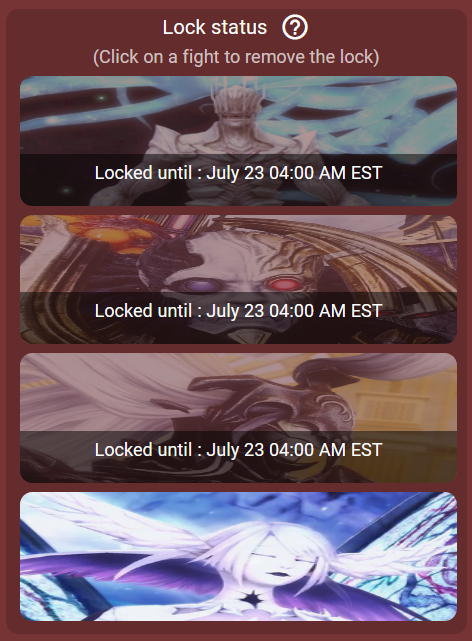 Lock status ?
(Click on a fight to remove the lock)
Locked until : July 23 04:00 AM EST
Locked until : July 23 04:00 AM EST
Locked until : July 23 04:00 AM EST